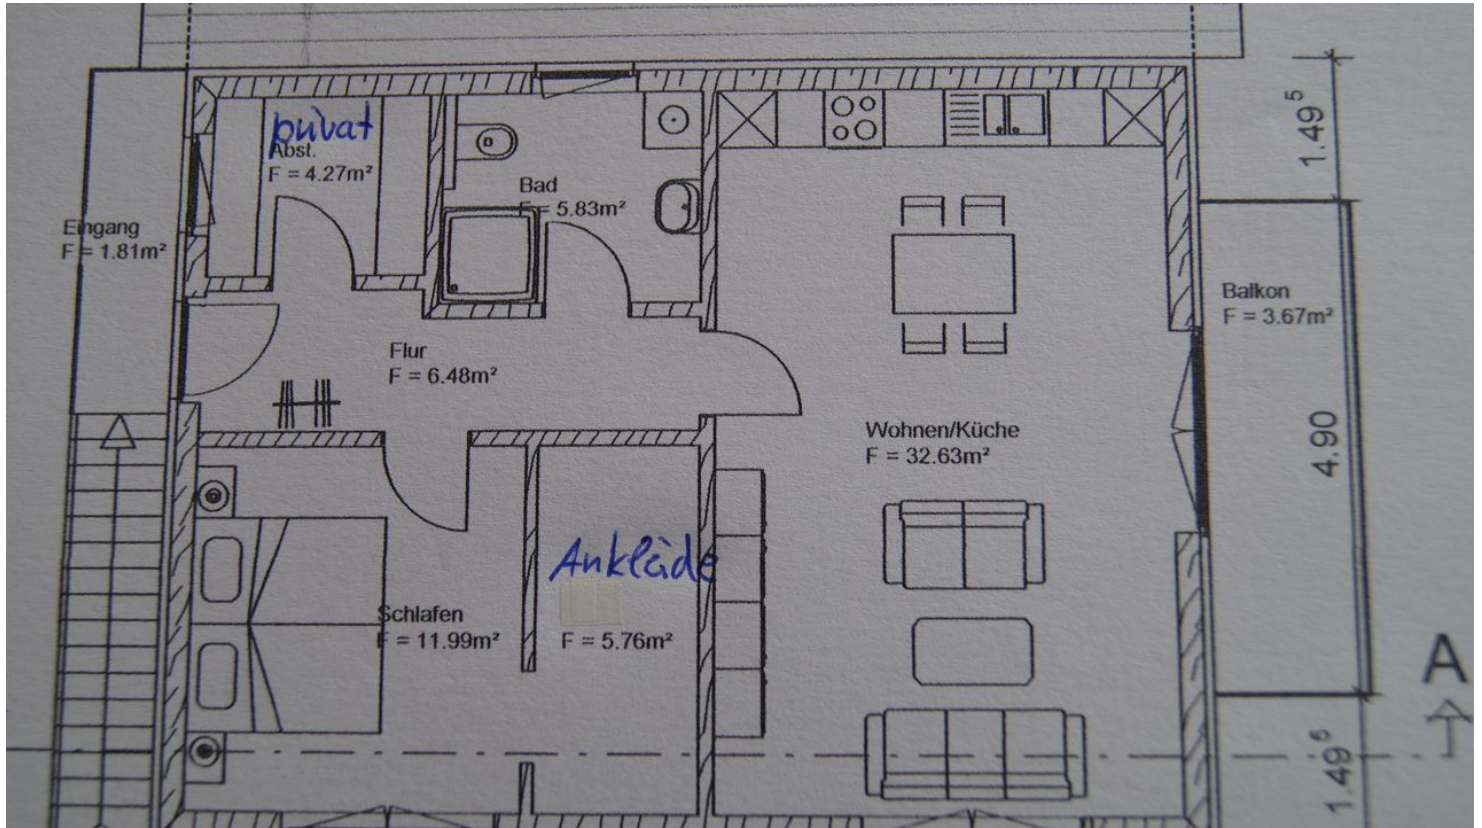 privat
Abst.
F = 4.27m²
Bad
F = 5.83m²
Eingang
F = 1.81m²
1.49⁵
Balkon
F = 3.67m²
Flur
F = 6.48m²
Wohnen/Küche
F = 32.63m²
4.90
Ankleide
Schlafen
F = 11.99m²
F = 5.76m²
A
1.49⁵